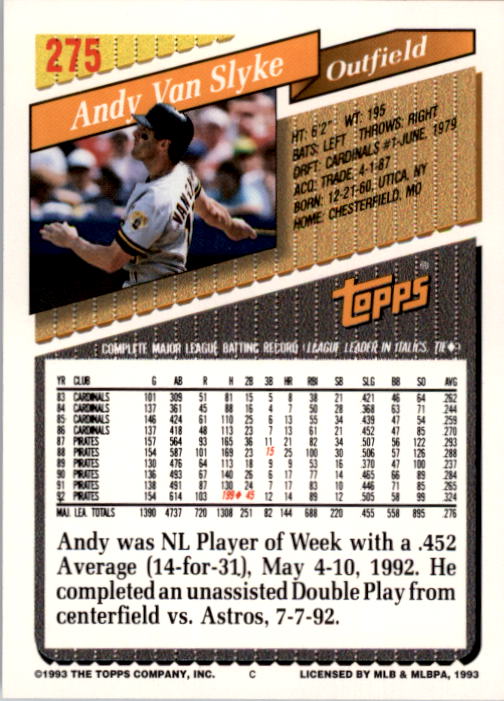 275
Andy Van Slyke
Outfield
HT: 6'2" WT: 195
BATS: LEFT THROWS: RIGHT
DRFT: CARDINALS #1-JUNE, 1979
ACQ: TRADE, 4-1-87
BORN: 12-21-60, UTICA, NY
HOME: CHESTERFIELD, MO
TOPPS ®
COMPLETE MAJOR LEAGUE BATTING RECORD (LEAGUE LEADER IN ITALICS, TIE◆)
YR CLUB G AB R H 2B 3B HR RBI SB SLG BB SO AVG
83 CARDINALS 101 309 51 81 15 5 8 38 21 .421 46 64 .262
84 CARDINALS 137 361 45 88 16 4 7 50 28 .368 63 71 .244
85 CARDINALS 146 424 61 110 25 6 13 55 34 .439 47 54 .259
86 CARDINALS 137 418 48 113 23 7 13 61 21 .452 47 85 .270
87 PIRATES 157 564 93 165 36 11 21 82 34 .507 56 122 .293
88 PIRATES 154 587 101 169 23 15 25 100 30 .506 57 126 .288
89 PIRATES 130 476 64 113 18 9 9 53 16 .370 47 100 .237
90 PIRATES 136 493 67 140 26 6 17 77 14 .465 66 89 .284
91 PIRATES 138 491 87 130 24 7 17 83 10 .446 71 85 .265
92 PIRATES 154 614 103 199◆ 45 12 14 89 12 .505 58 99 .324
MAJ. LEA. TOTALS 1390 4737 720 1308 251 82 144 688 220 .455 558 895 .276
Andy was NL Player of Week with a .452
Average (14-for-31), May 4-10, 1992. He
completed an unassisted Double Play from
centerfield vs. Astros, 7-7-92.
©1993 THE TOPPS COMPANY, INC. C LICENSED BY MLB & MLBPA, 1993